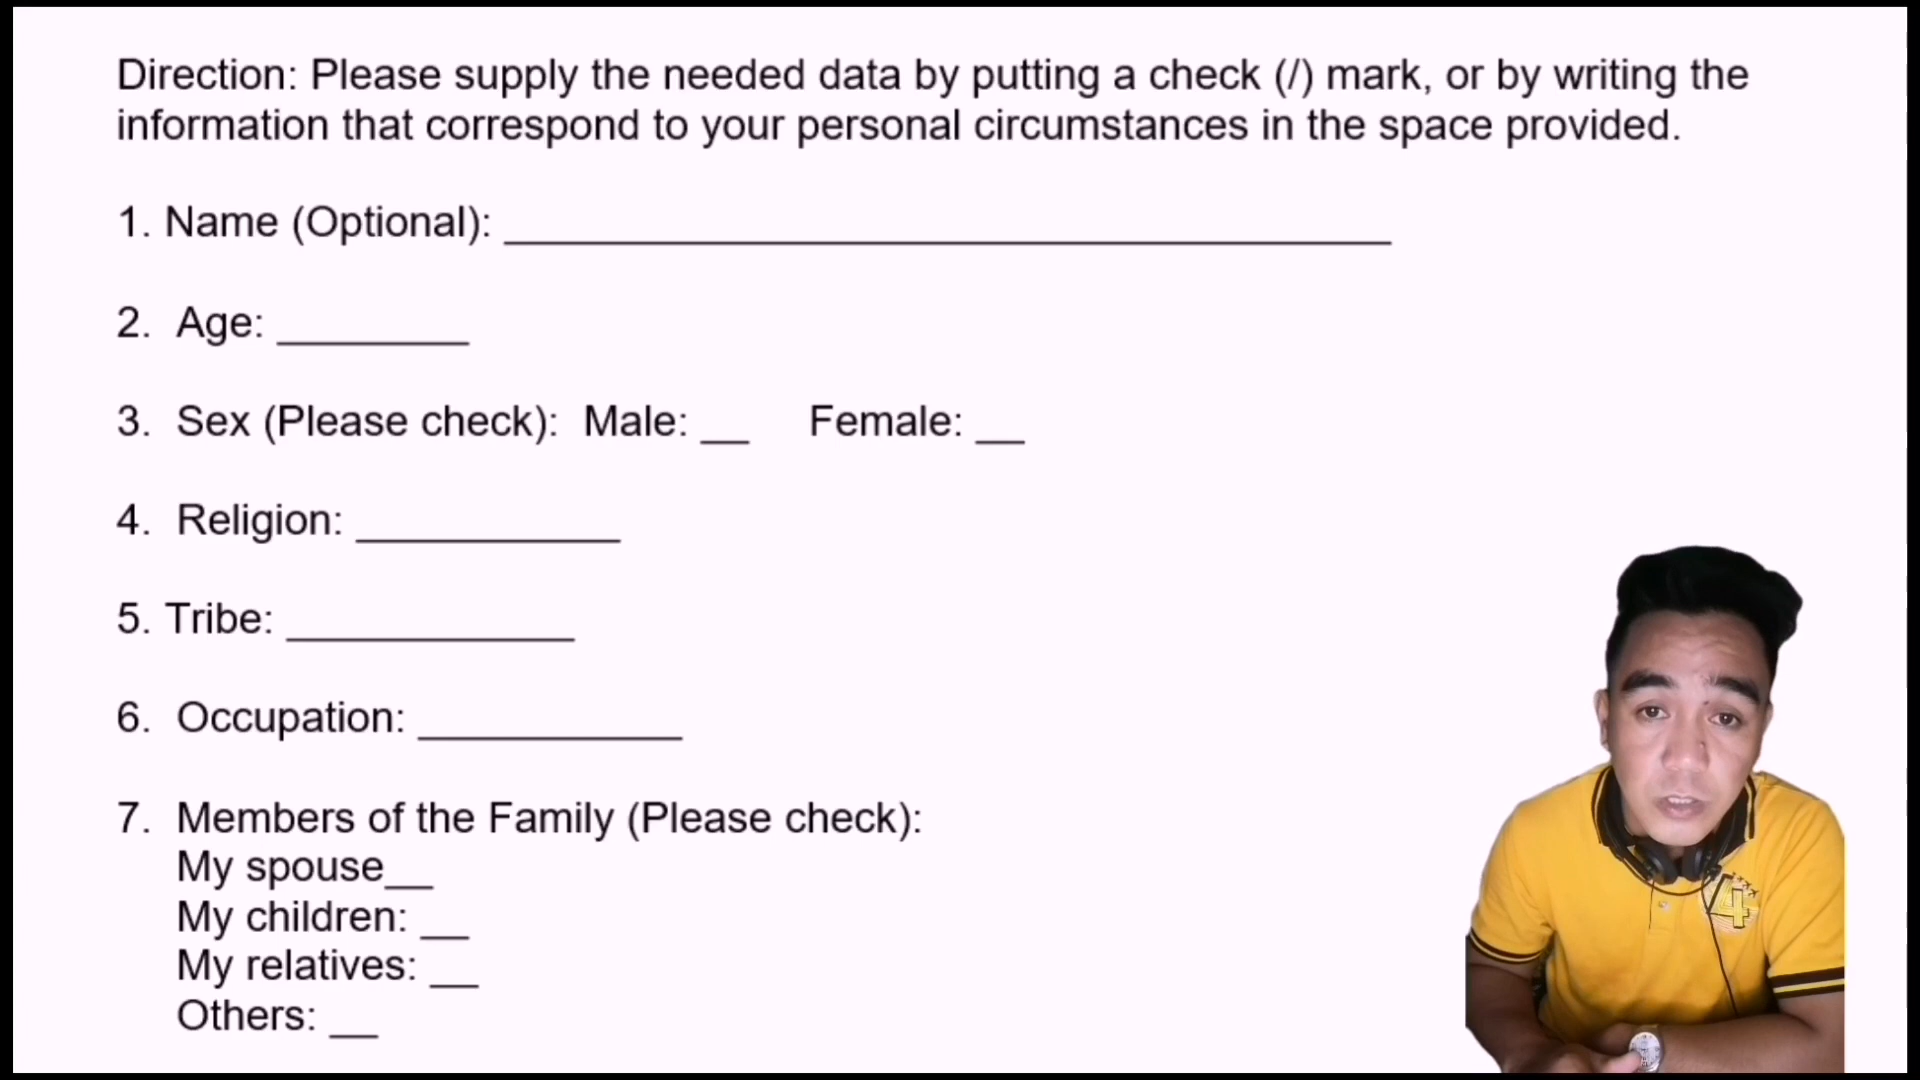 Direction: Please supply the needed data by putting a check (/) mark, or by writing the
information that correspond to your personal circumstances in the space provided.
1. Name (Optional): ________________________________
2. Age: ________
3. Sex (Please check): Male: __ Female: __
4. Religion: ___________
5. Tribe: ____________
6. Occupation: ___________
7. Members of the Family (Please check):
My spouse__
My children: __
My relatives: __
Others: __
4